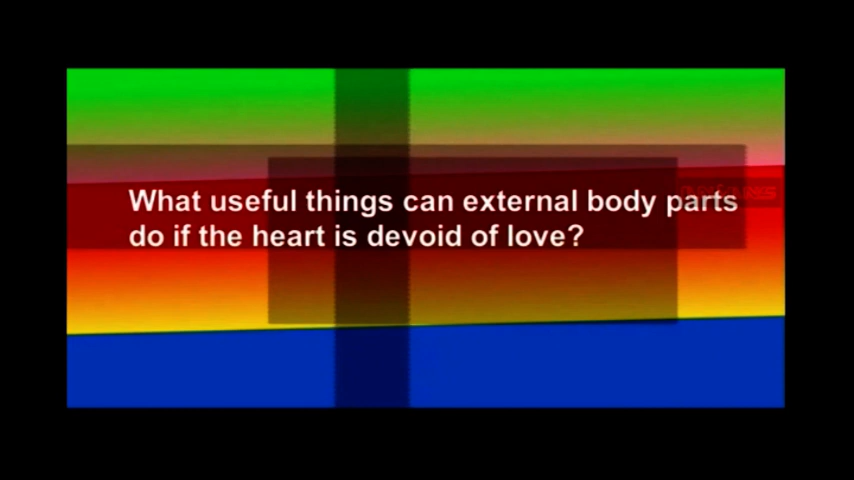 What useful things can external body parts
do if the heart is devoid of love?